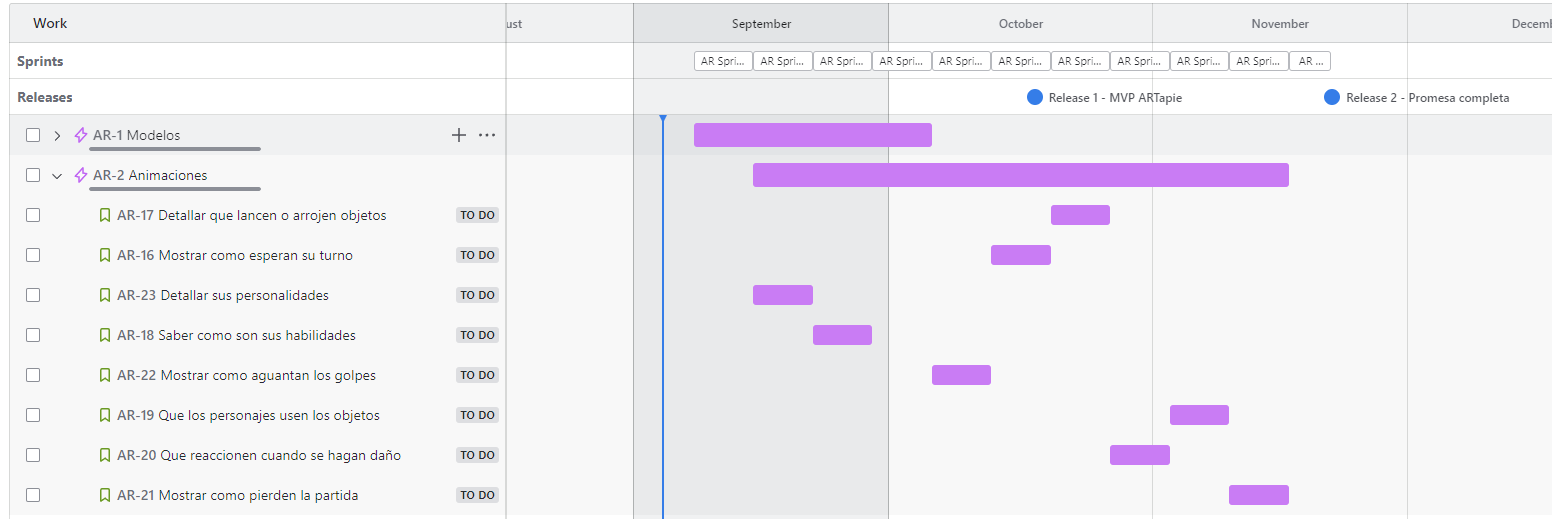 Work
ust September October November Decemb
Sprints AR Spri... AR Spri... AR Spri... AR Spri... AR Spri... AR Spri... AR Spri... AR Spri... AR Spri... AR Spri... AR ...
Releases Release 1 - MVP ARTapie Release 2 - Promesa completa
AR-1 Modelos
AR-2 Animaciones
AR-17 Detallar que lancen o arrojen objetos TO DO
AR-16 Mostrar como esperan su turno TO DO
AR-23 Detallar sus personalidades TO DO
AR-18 Saber como son sus habilidades TO DO
AR-22 Mostrar como aguantan los golpes TO DO
AR-19 Que los personajes usen los objetos TO DO
AR-20 Que reaccionen cuando se hagan daño TO DO
AR-21 Mostrar como pierden la partida TO DO